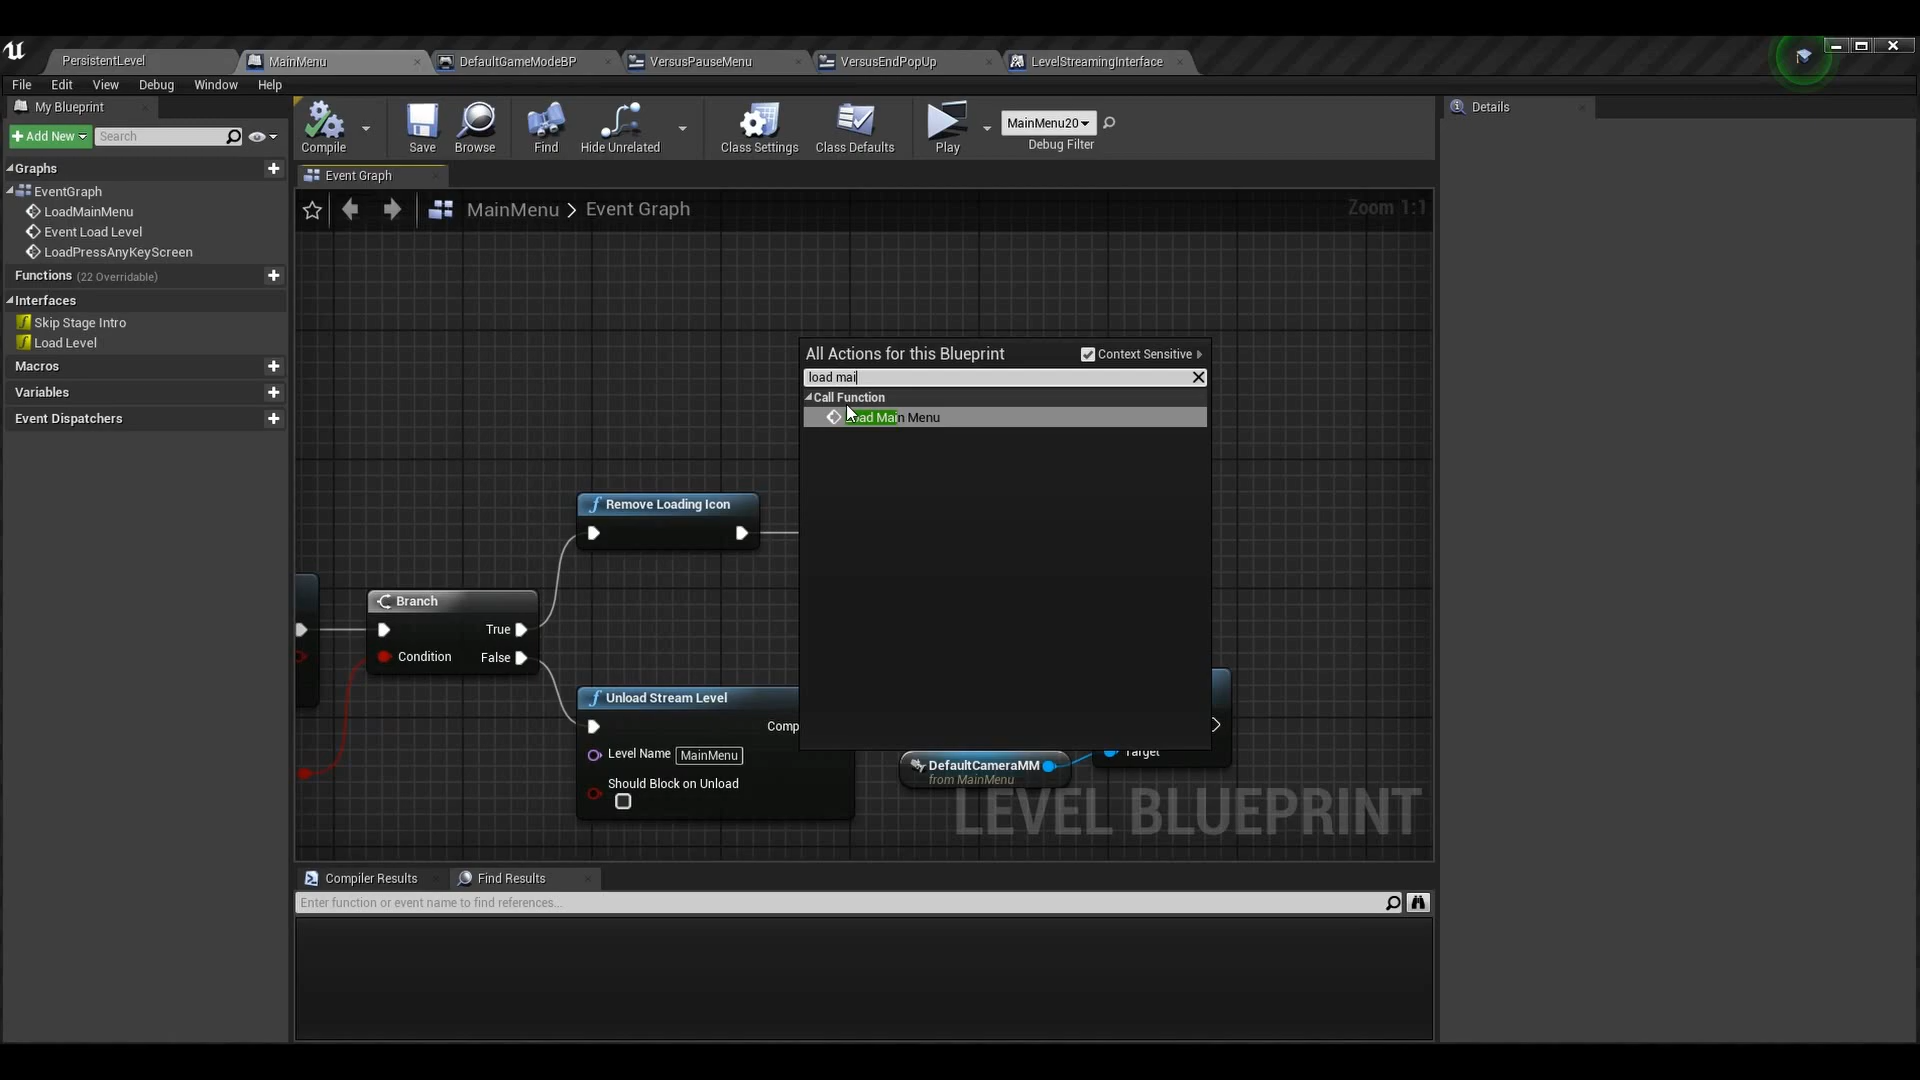 PersistentLevel
MainMenu
DefaultGameModeBP
VersusPauseMenu
VersusEndPopUp
LevelStreamingInterface
File Edit View Debug Window Help
My Blueprint
Add New
Search
Graphs
EventGraph
LoadMainMenu
Event Load Level
LoadPressAnyKeyScreen
Functions (22 Overridable)
Interfaces
Skip Stage Intro
Load Level
Macros
Variables
Event Dispatchers
Compile
Save
Browse
Find
Hide Unrelated
Class Settings
Class Defaults
Play
MainMenu20
Debug Filter
Event Graph
MainMenu > Event Graph
Zoom 1:1
All Actions for this Blueprint
Context Sensitive
load mai
Call Function
Load Main Menu
Remove Loading Icon
Branch
True
Condition
False
Unload Stream Level
Comp
Level Name MainMenu
Should Block on Unload
DefaultCameraMM
from MainMenu
Target
LEVEL BLUEPRINT
Compiler Results
Find Results
Enter function or event name to find references...
Details